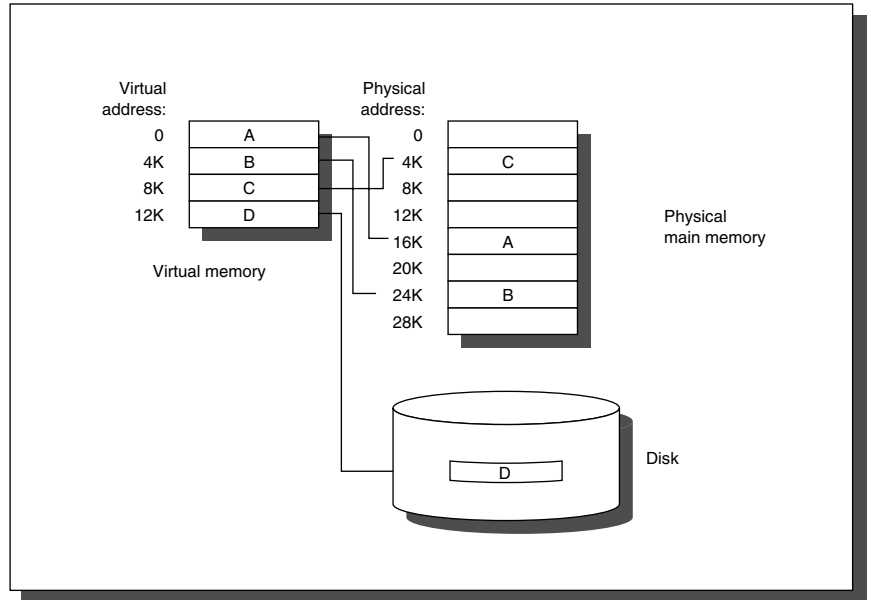 Virtual
address:
0
4K
8K
12K
A
B
C
D
Virtual memory
Physical
address:
0
4K
8K
12K
16K
20K
24K
28K
C
A
B
Physical
main memory
D
Disk